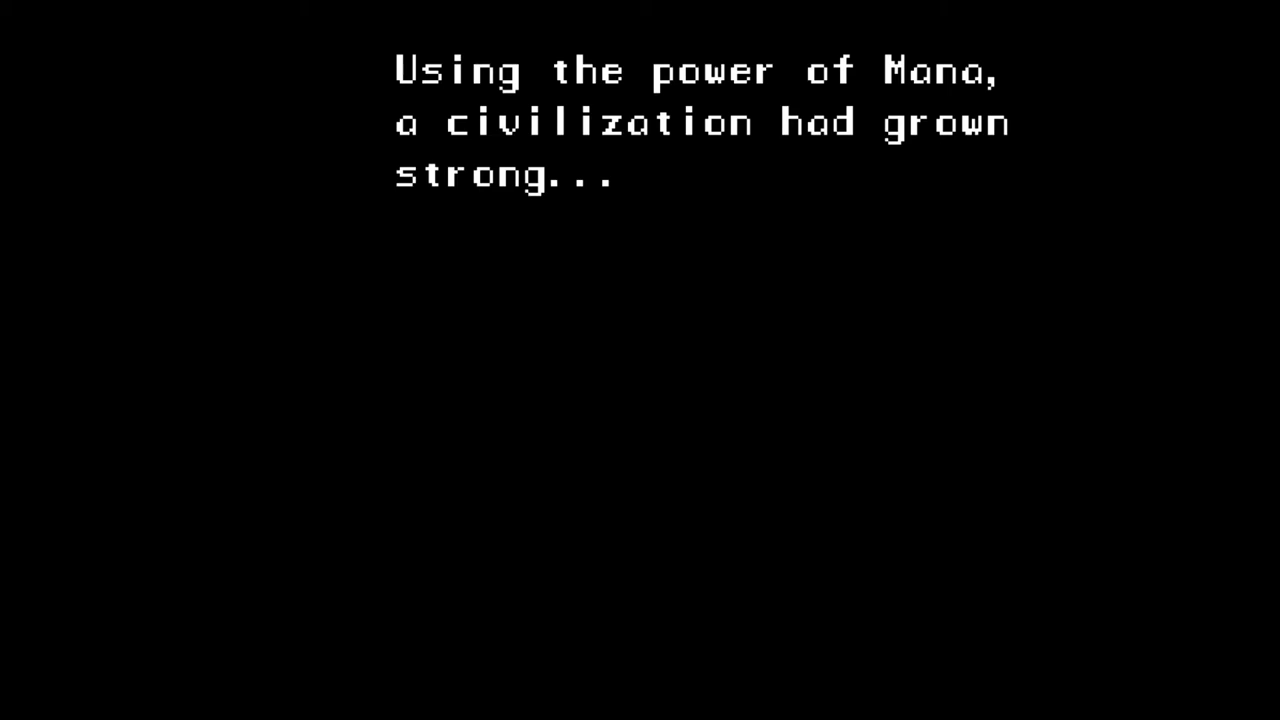 Using the power of Mana,
a civilization had grown
strong...